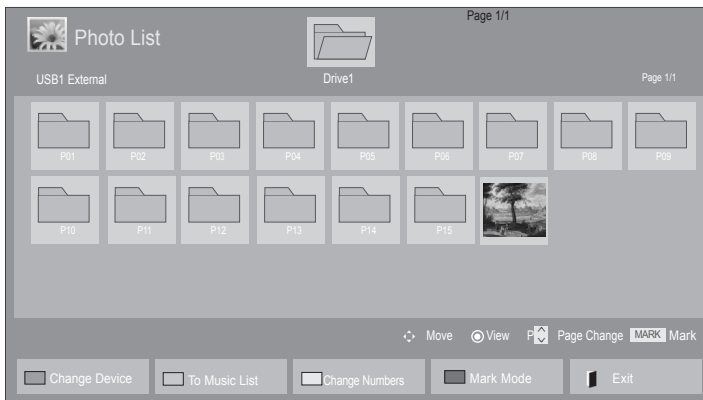 Page 1/1
Photo List
USB1 External Drive1 Page 1/1
P01 P02 P03 P04 P05 P06 P07 P08 P09
P10 P11 P12 P13 P14 P15
Move View P Page Change MARK Mark
Change Device To Music List Change Numbers Mark Mode Exit